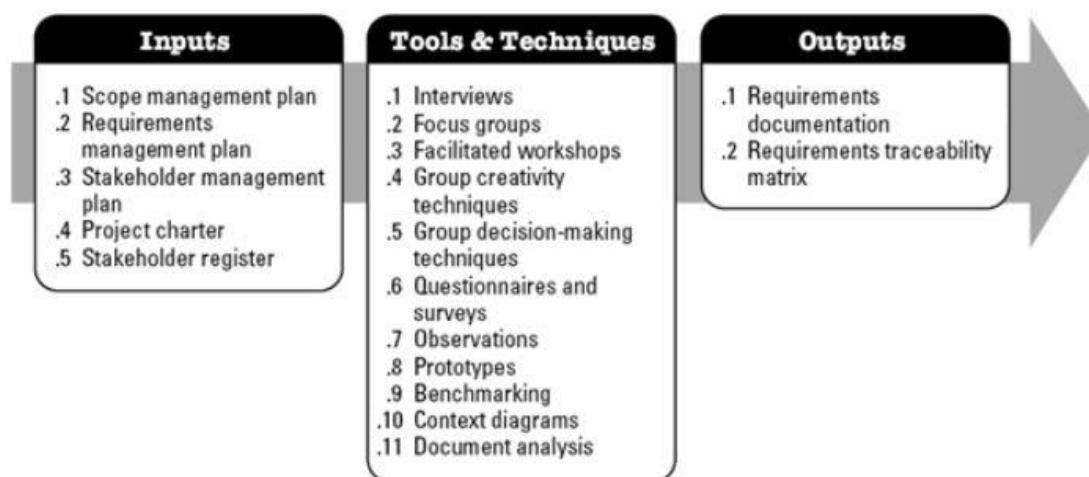 Inputs
.1 Scope management plan
.2 Requirements
management plan
.3 Stakeholder management
plan
.4 Project charter
.5 Stakeholder register
Tools & Techniques
.1 Interviews
.2 Focus groups
.3 Facilitated workshops
.4 Group creativity
techniques
.5 Group decision-making
techniques
.6 Questionnaires and
surveys
.7 Observations
.8 Prototypes
.9 Benchmarking
.10 Context diagrams
.11 Document analysis
Outputs
.1 Requirements
documentation
.2 Requirements traceability
matrix